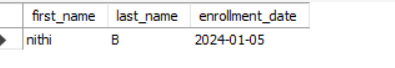 first_name last_name enrollment_date
nithi B 2024-01-05